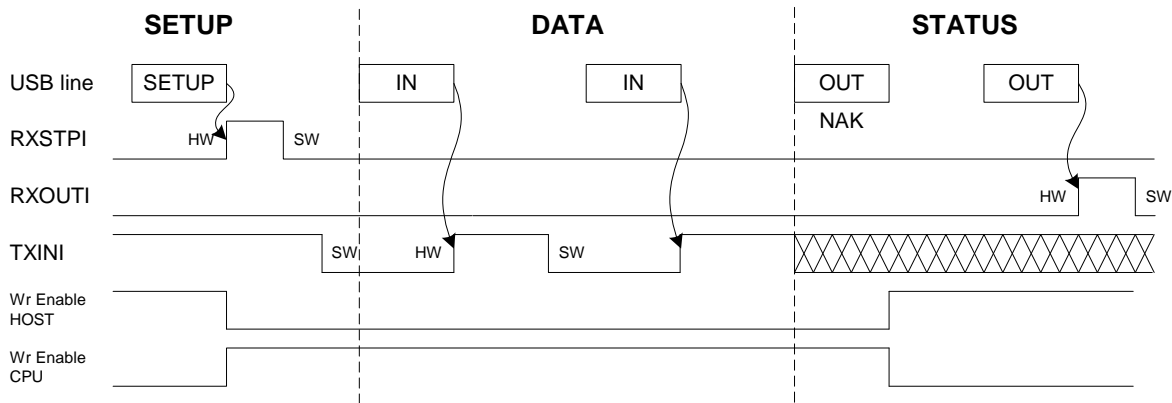 SETUP DATA STATUS
USB line SETUP IN IN OUT OUT
NAK
RXSTPI HW SW
RXOUTI HW SW
TXINI SW HW SW
Wr Enable
HOST
Wr Enable
CPU